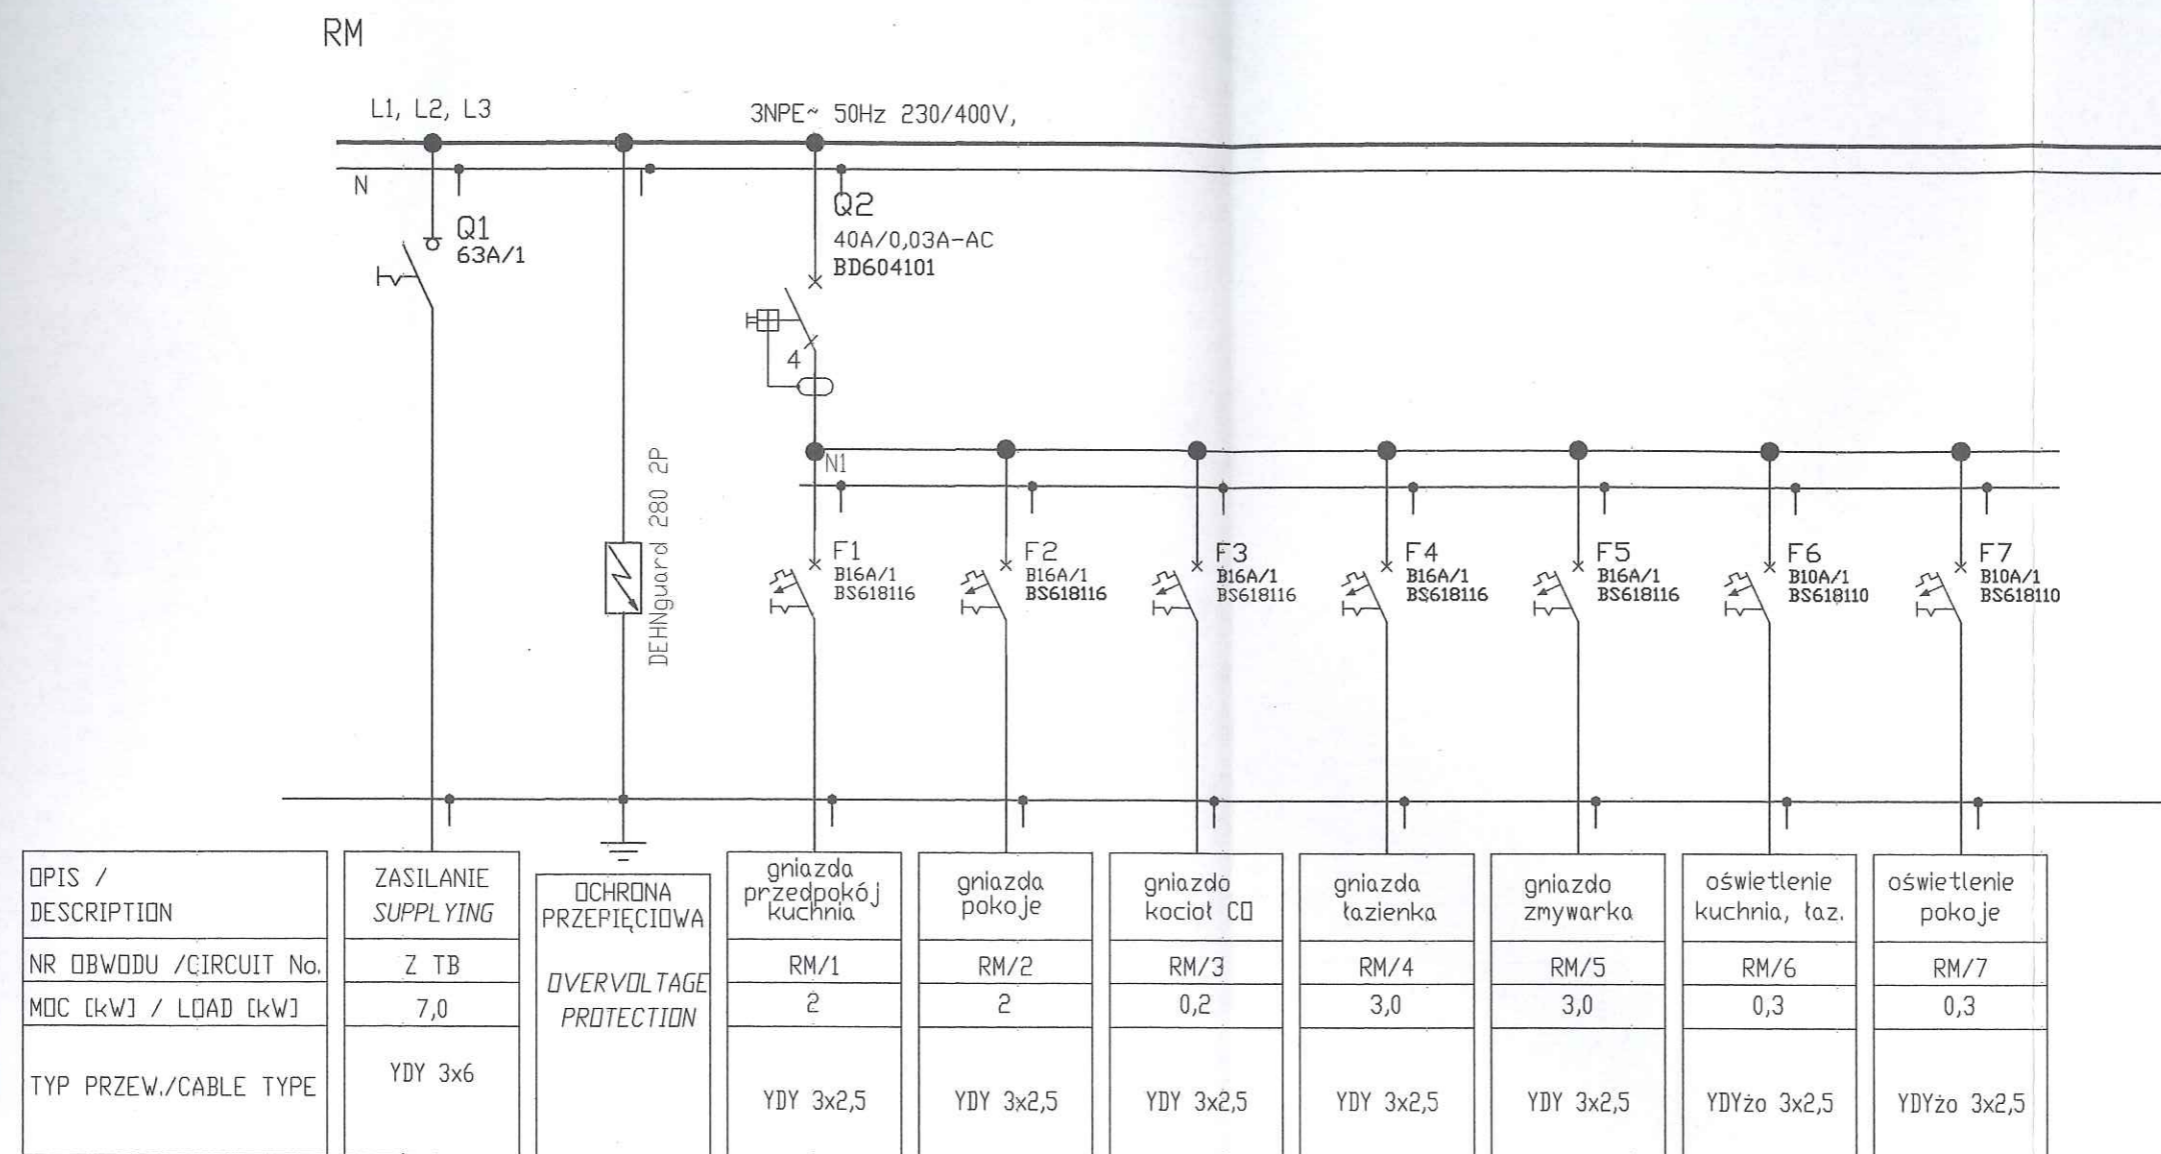 RM
L1, L2, L3
3NPE~ 50Hz 230/400V,
N
Q1
63A/1
Q2
40A/0,03A-AC
BD604101
4
DEHNguard 280 2P
N1
F1
B16A/1
BS618116
F2
B16A/1
BS618116
F3
B16A/1
BS618116
F4
B16A/1
BS618116
F5
B16A/1
BS618116
F6
B10A/1
BS618110
F7
B10A/1
BS618110
OPIS /
DESCRIPTION
ZASILANIE
SUPPLYING
OCHRONA
PRZEPIĘCIOWA
OVERVOLTAGE
PROTECTION
gniazda
przedpokój
kuchnia
gniazda
pokoje
gniazdo
kocioł CO
gniazda
łazienka
gniazdo
zmywarka
oświetlenie
kuchnia, łaz.
oświetlenie
pokoje
NR OBWODU /CIRCUIT No.
Z TB
RM/1
RM/2
RM/3
RM/4
RM/5
RM/6
RM/7
MOC [kW] / LOAD [kW]
7,0
2
2
0,2
3,0
3,0
0,3
0,3
TYP PRZEW./CABLE TYPE
YDY 3x6
YDY 3x2,5
YDY 3x2,5
YDY 3x2,5
YDY 3x2,5
YDY 3x2,5
YDYżo 3x2,5
YDYżo 3x2,5